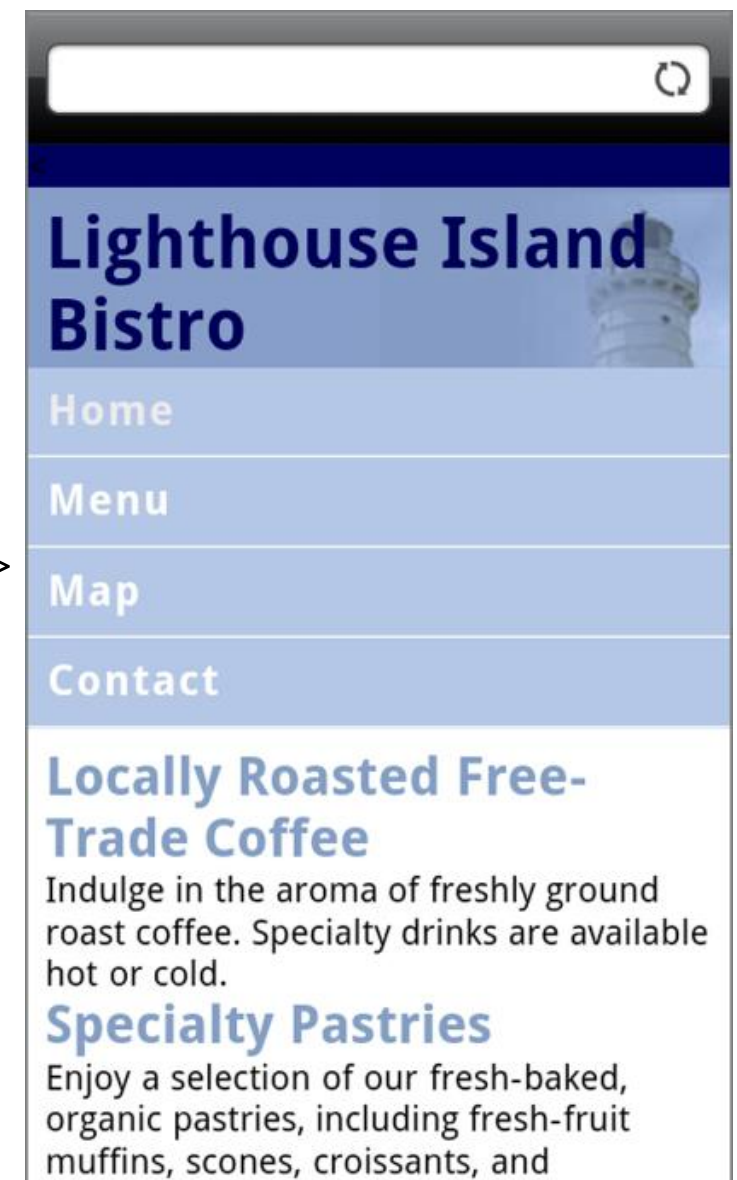 <
Lighthouse Island
Bistro
Home
Menu
>
Map
Contact
Locally Roasted Free-
Trade Coffee
Indulge in the aroma of freshly ground
roast coffee. Specialty drinks are available
hot or cold.
Specialty Pastries
Enjoy a selection of our fresh-baked,
organic pastries, including fresh-fruit
muffins, scones, croissants, and